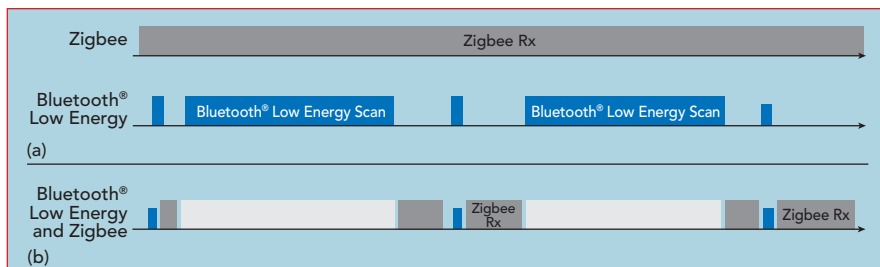 Zigbee
Zigbee Rx
Bluetooth®
Low Energy
Bluetooth® Low Energy Scan
Bluetooth® Low Energy Scan
(a)
Bluetooth®
Low Energy
and Zigbee
Zigbee
Rx
Zigbee Rx
(b)